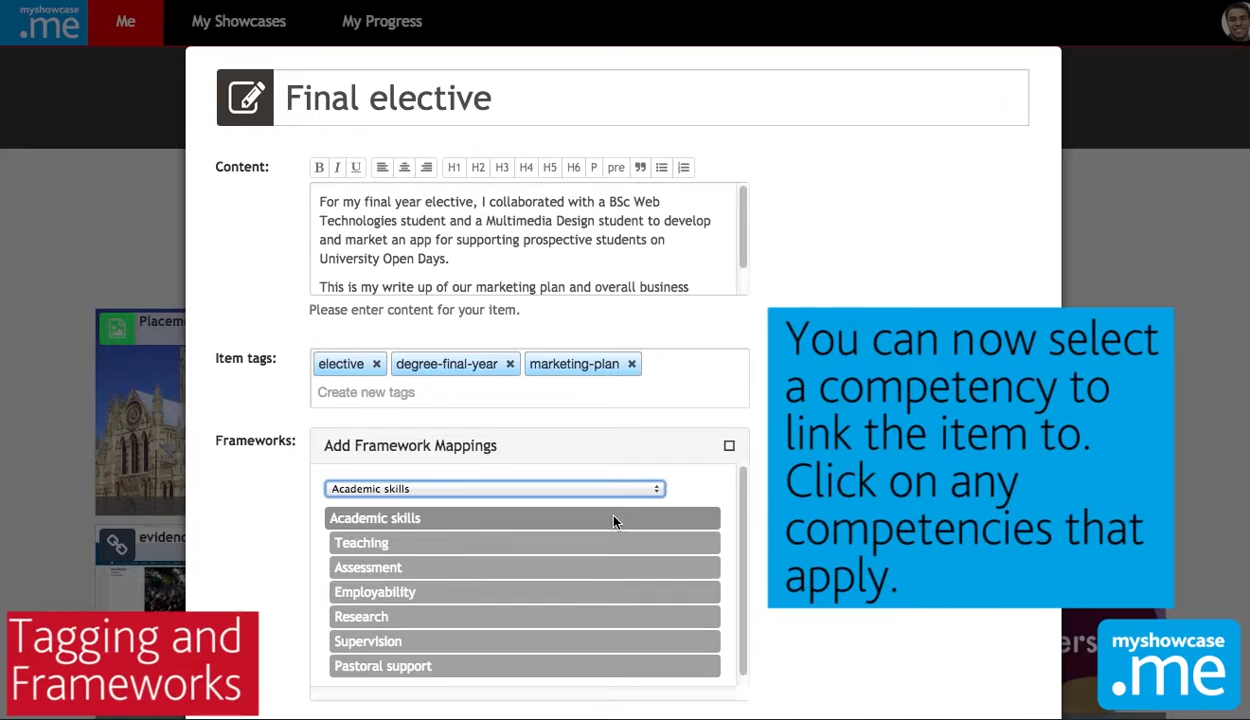 myshowcase
.me
Me
My Showcases
My Progress
Final elective
Content:
B I U H1 H2 H3 H4 H5 H6 P pre
For my final year elective, I collaborated with a BSc Web
Technologies student and a Multimedia Design student to develop
and market an app for supporting prospective students on
University Open Days.
This is my write up of our marketing plan and overall business
Please enter content for your item.
Item tags:
elective × degree-final-year × marketing-plan ×
Create new tags
Frameworks:
Add Framework Mappings
Academic skills
Academic skills
Teaching
Assessment
Employability
Research
Supervision
Pastoral support
You can now select
a competency to
link the item to.
Click on any
competencies that
apply.
Placem
evidenc
Tagging and
Frameworks
ers
myshowcase
.me